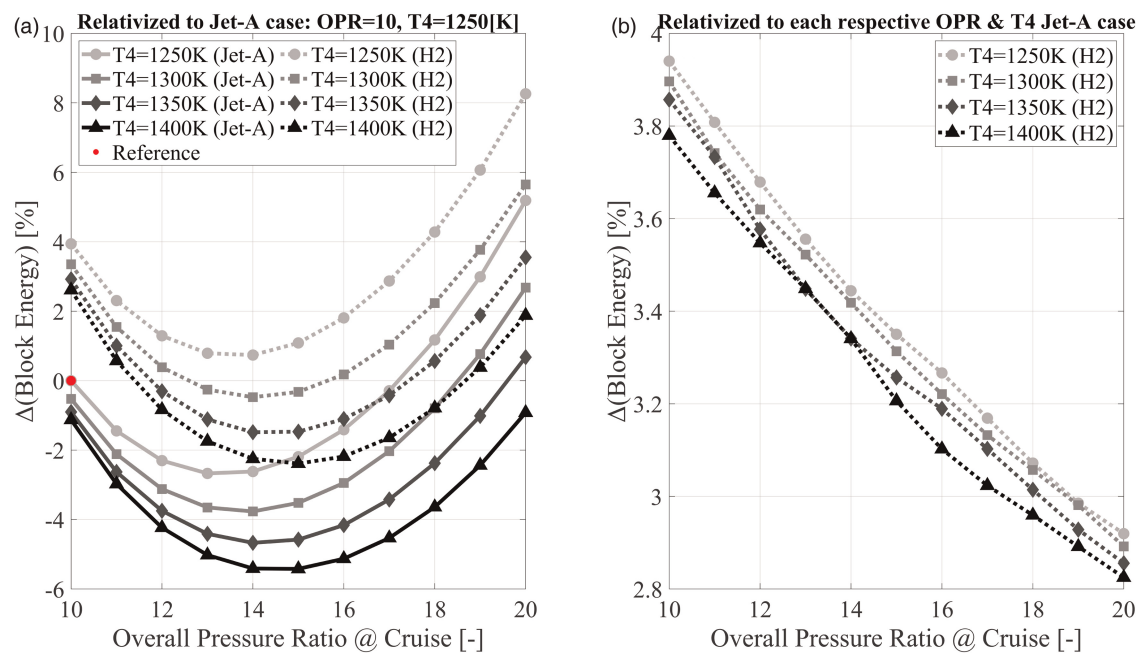 (a)
Relativized to Jet-A case: OPR=10, T4=1250[K]
T4=1250K (Jet-A) T4=1250K (H2)
T4=1300K (Jet-A) T4=1300K (H2)
T4=1350K (Jet-A) T4=1350K (H2)
T4=1400K (Jet-A) T4=1400K (H2)
Reference
Δ(Block Energy) [%]
10
8
6
4
2
0
-2
-4
-6
10 12 14 16 18 20
Overall Pressure Ratio @ Cruise [-]
(b)
Relativized to each respective OPR & T4 Jet-A case
T4=1250K (H2)
T4=1300K (H2)
T4=1350K (H2)
T4=1400K (H2)
Δ(Block Energy) [%]
4
3.8
3.6
3.4
3.2
3
2.8
10 12 14 16 18 20
Overall Pressure Ratio @ Cruise [-]